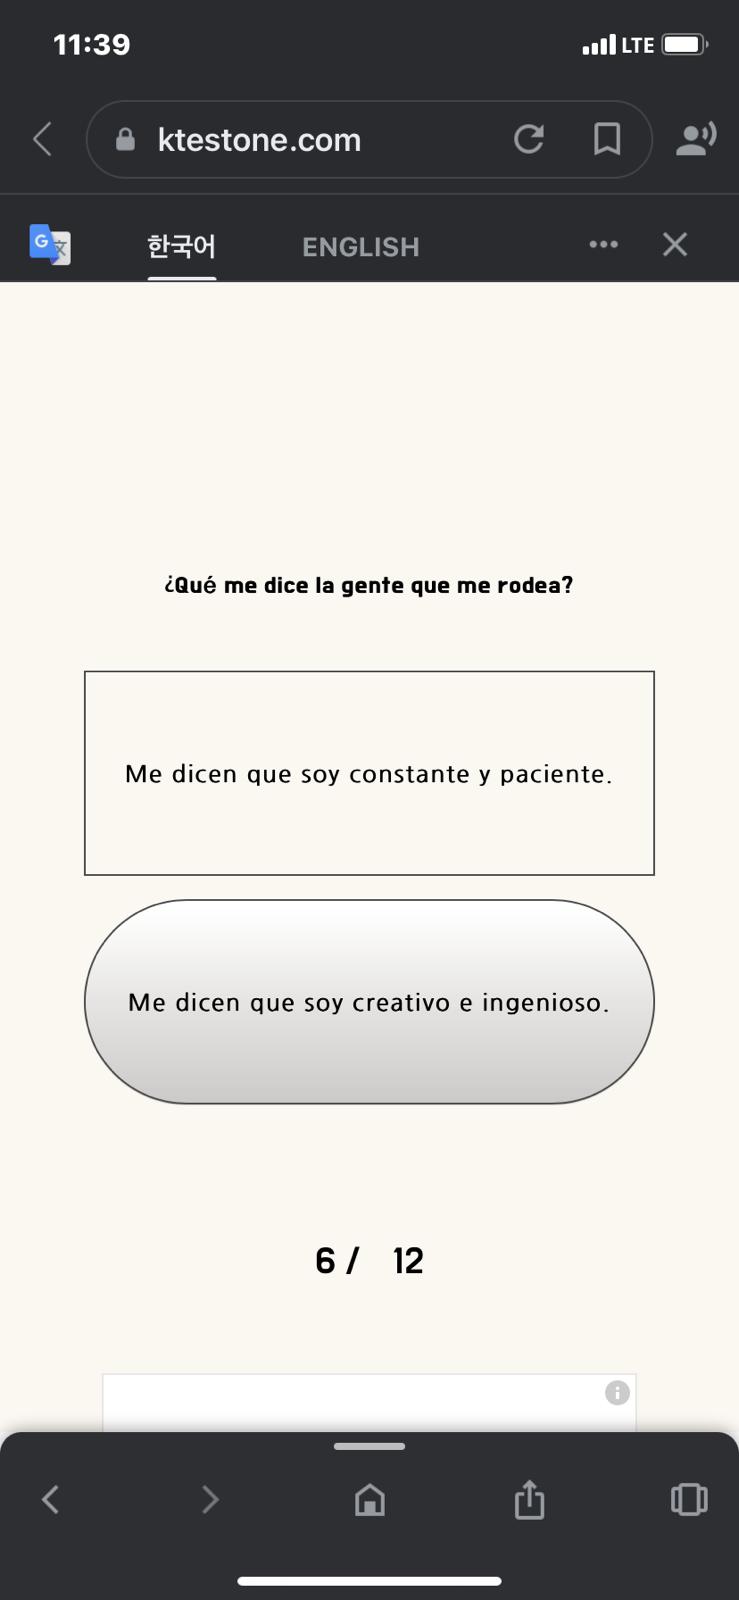 11:39
LTE
ktestone.com
한국어 ENGLISH
¿Qué me dice la gente que me rodea?
Me dicen que soy constante y paciente.
Me dicen que soy creativo e ingenioso.
6 / 12